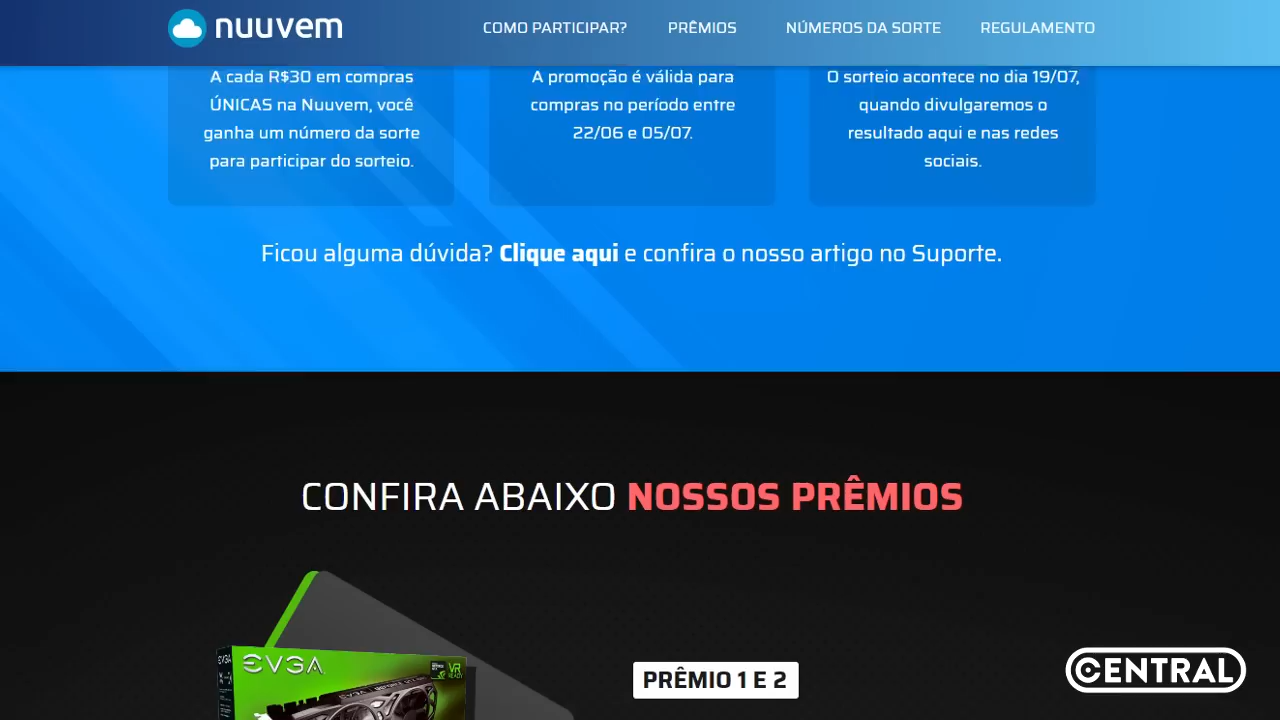 nuuvem
COMO PARTICIPAR?
PRÊMIOS
NÚMEROS DA SORTE
REGULAMENTO
A cada R$30 em compras
ÚNICAS na Nuuvem, você
ganha um número da sorte
para participar do sorteio.
A promoção é válida para
compras no período entre
22/06 e 05/07.
O sorteio acontece no dia 19/07,
quando divulgaremos o
resultado aqui e nas redes
sociais.
Ficou alguma dúvida? Clique aqui e confira o nosso artigo no Suporte.
CONFIRA ABAIXO NOSSOS PRÊMIOS
EVGA
VR
READY
PRÊMIO 1 E 2
CENTRAL